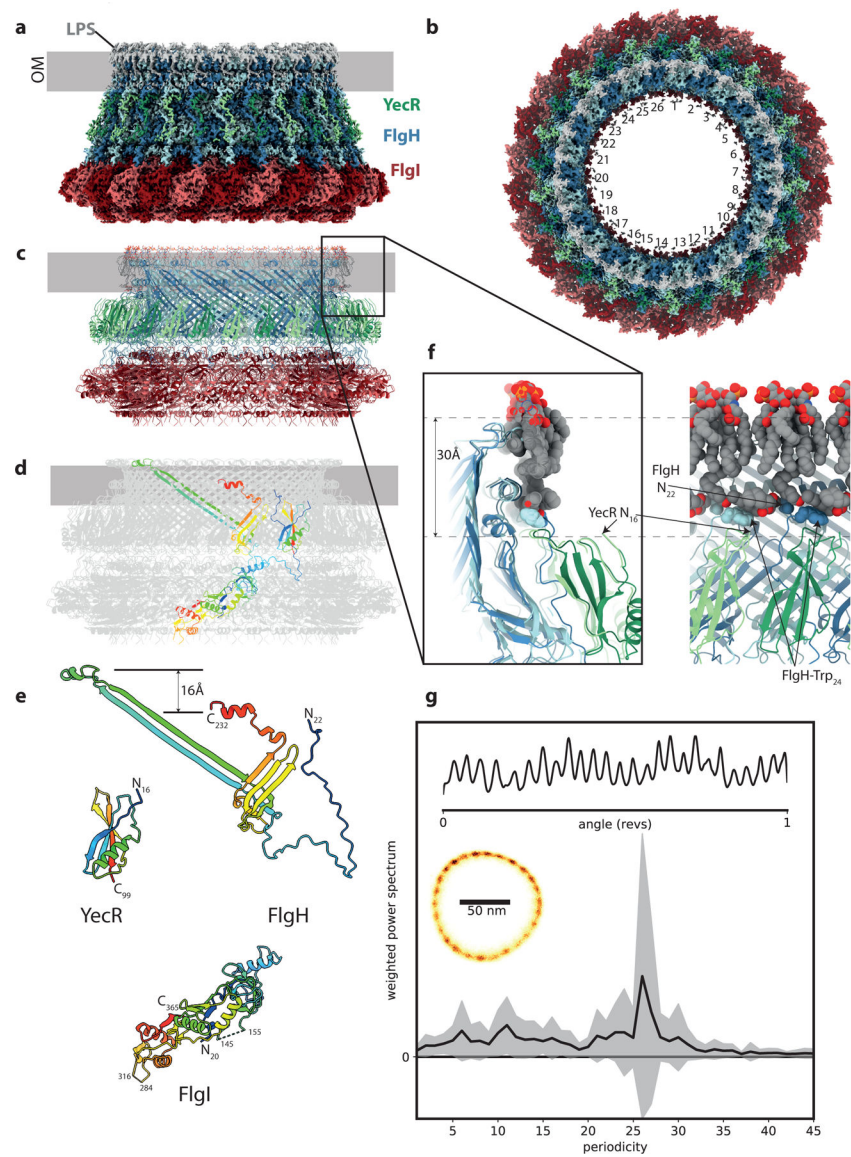 a
LPS
OM
YecR
FlgH
FlgI
b
1
2
3
4
5
6
7
8
9
10
11
12
13
14
15
16
17
18
19
20
21
22
23
24
25
26
c
d
f
30Å
YecR N16
FlgH
N22
FlgH-Trp24
e
16Å
C232
N22
N16
C99
YecR
FlgH
C365
N20
145
155
316
284
FlgI
g
0
angle (revs)
1
50 nm
weighted power spectrum
0
5 10 15 20 25 30 35 40 45
periodicity